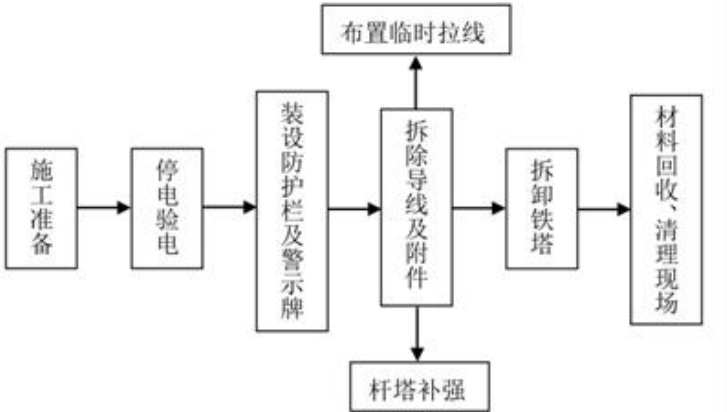 布置临时拉线
施工准备
停电验电
装设防护栏及警示牌
拆除导线及附件
拆卸铁塔
材料回收、清理现场
杆塔补强